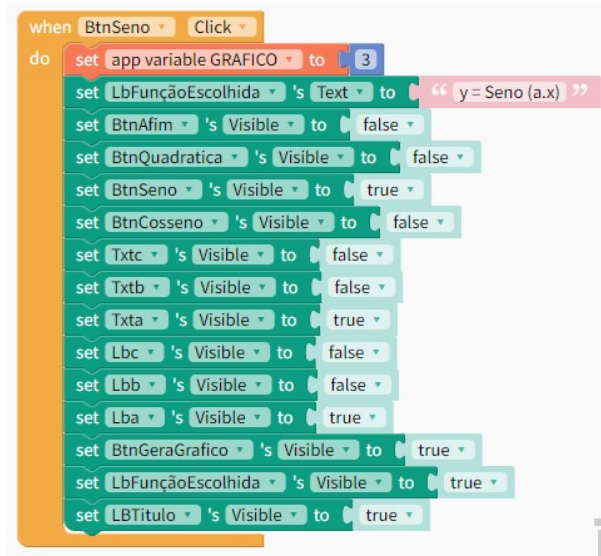 when BtnSeno Click
do set app variable GRAFICO to 3
set LbFunçãoEscolhida 's Text to “ y = Seno (a.x) ”
set BtnAfim 's Visible to false
set BtnQuadratica 's Visible to false
set BtnSeno 's Visible to true
set BtnCosseno 's Visible to false
set Txtc 's Visible to false
set Txtb 's Visible to false
set Txta 's Visible to true
set Lbc 's Visible to false
set Lbb 's Visible to false
set Lba 's Visible to true
set BtnGeraGrafico 's Visible to true
set LbFunçãoEscolhida 's Visible to true
set LBTitulo 's Visible to true